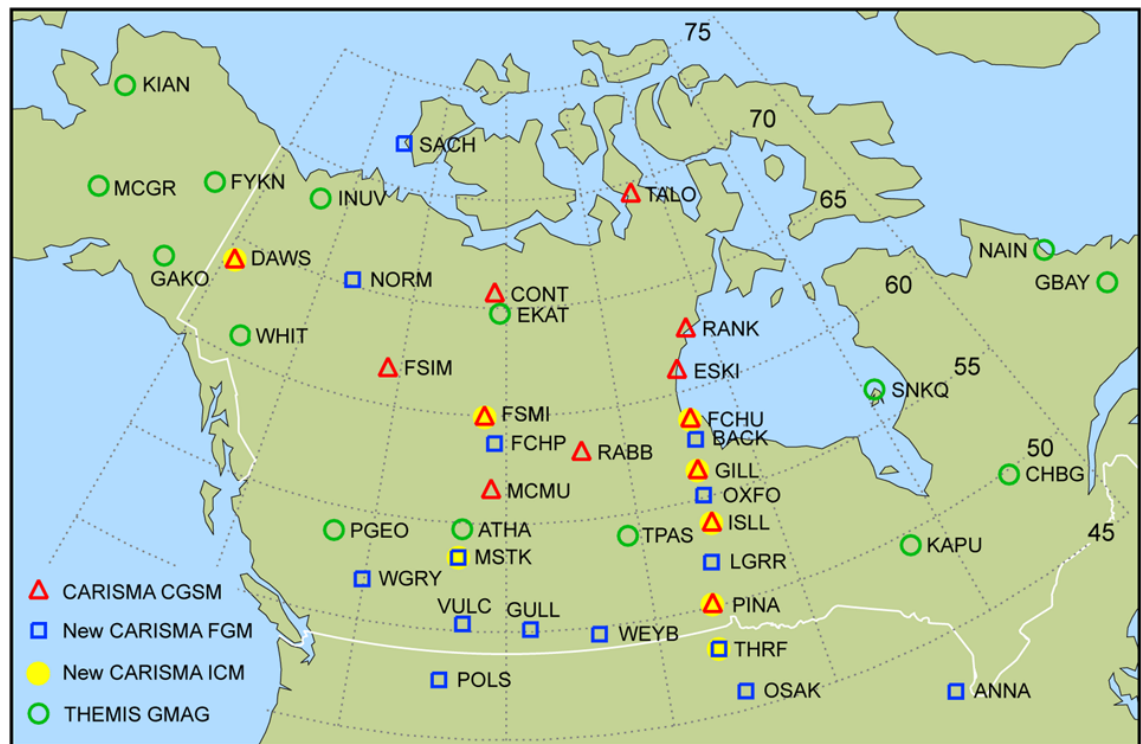 75
KIAN
70
SACH
MCGR
FYKN
INUV
TALO
65
NAIN
GAKO
DAWS
NORM
CONT
EKAT
60
GBAY
WHIT
RANK
FSIM
ESKI
55
SNKQ
FSMI
FCHU
FCHP
BACK
RABB
50
GILL
CHBG
MCMU
OXFO
45
PGEO
ATHA
TPAS
ISLL
KAPU
MSTK
WGRY
LGRR
VULC
GULL
WEYB
PINA
THRF
POLS
OSAK
ANNA
CARISMA CGSM
New CARISMA FGM
New CARISMA ICM
THEMIS GMAG